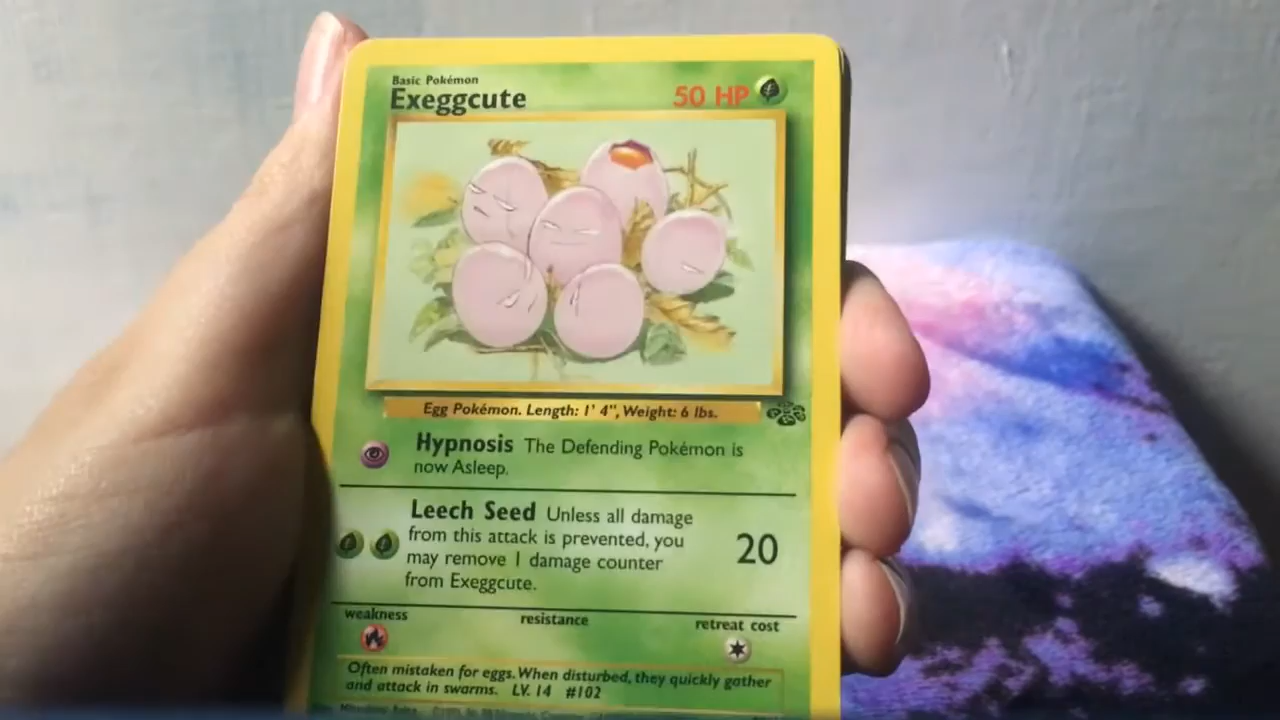 Basic Pokémon
Exeggcute
50 HP
Egg Pokémon. Length: 1' 4", Weight: 6 lbs.
Hypnosis The Defending Pokémon is
now Asleep.
Leech Seed Unless all damage
from this attack is prevented, you
may remove 1 damage counter
from Exeggcute.
20
weakness
resistance
retreat cost
Often mistaken for eggs. When disturbed, they quickly gather
and attack in swarms. LV. 14 #102